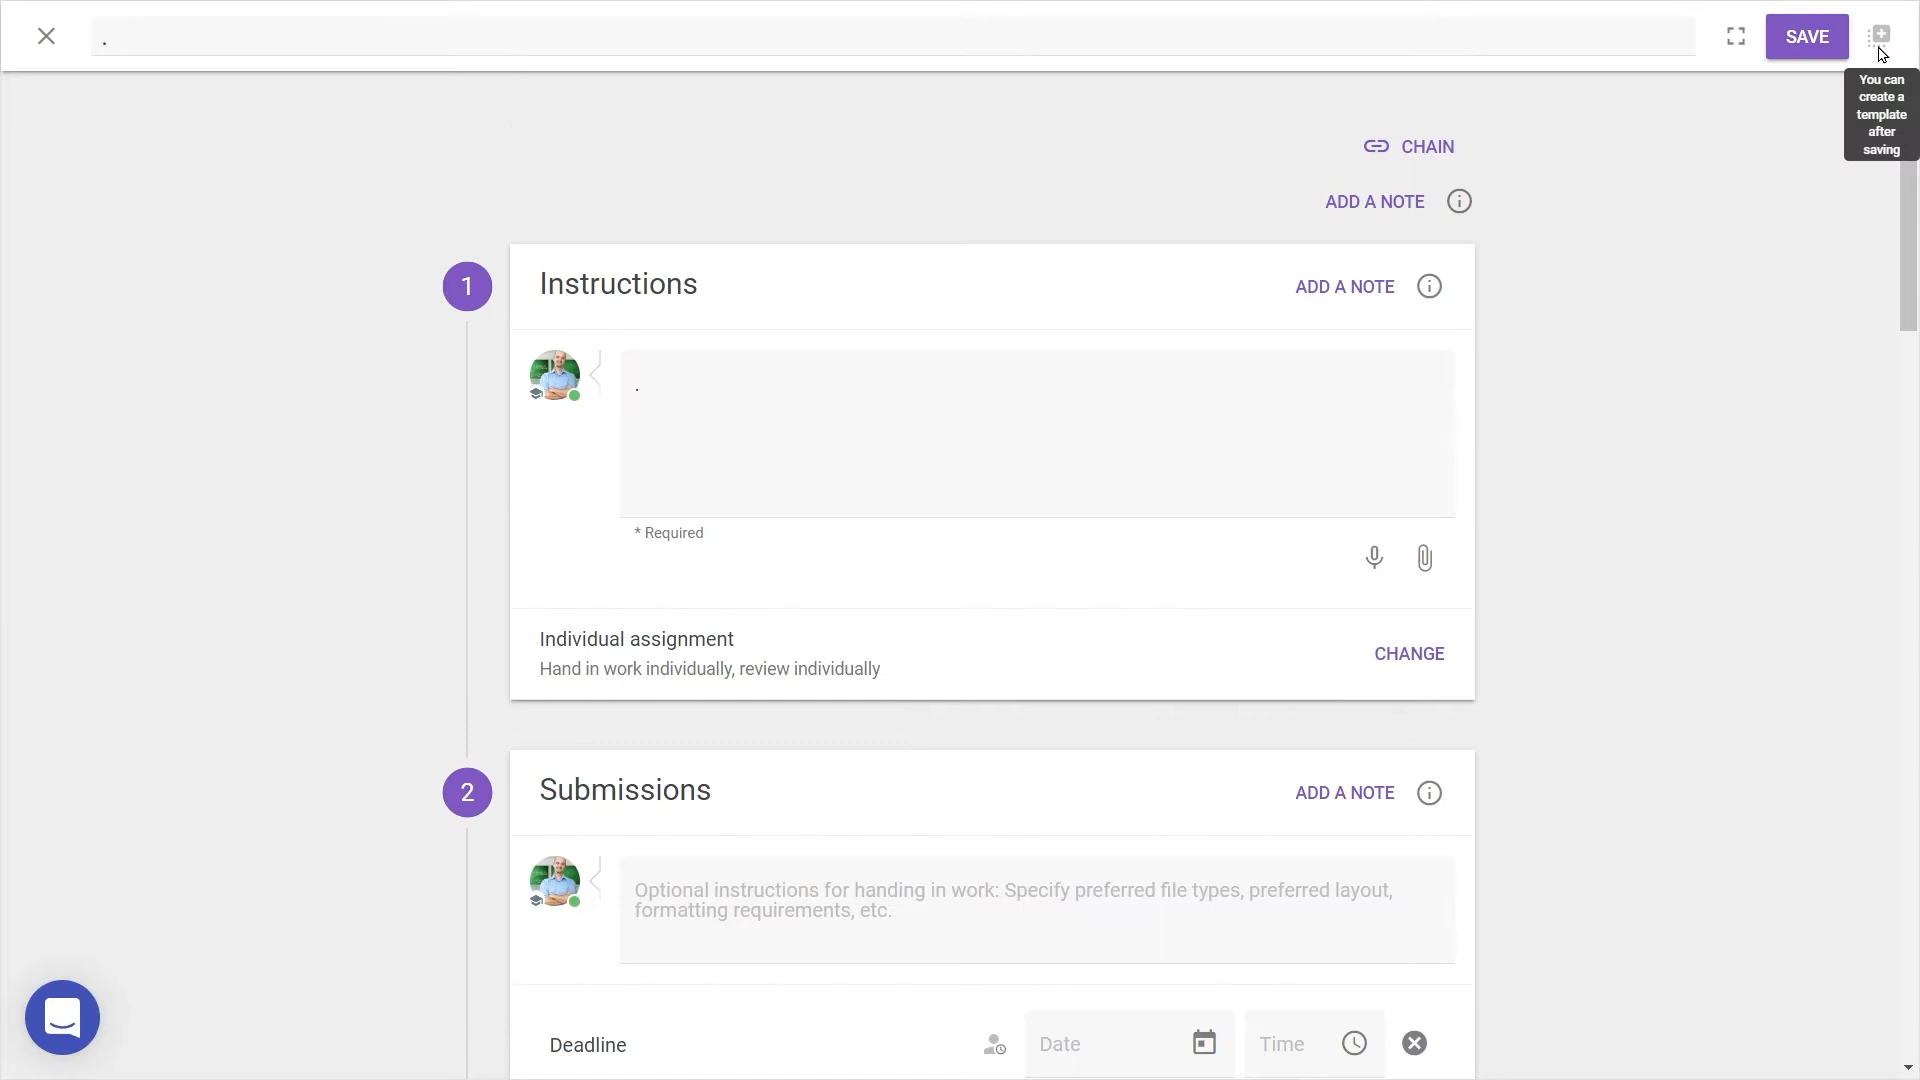 .
SAVE
You can
create a
template
after
saving
CHAIN
ADD A NOTE
1
Instructions
ADD A NOTE
.
* Required
Individual assignment
Hand in work individually, review individually
CHANGE
2
Submissions
ADD A NOTE
Optional instructions for handing in work: Specify preferred file types, preferred layout,
formatting requirements, etc.
Deadline
Date
Time